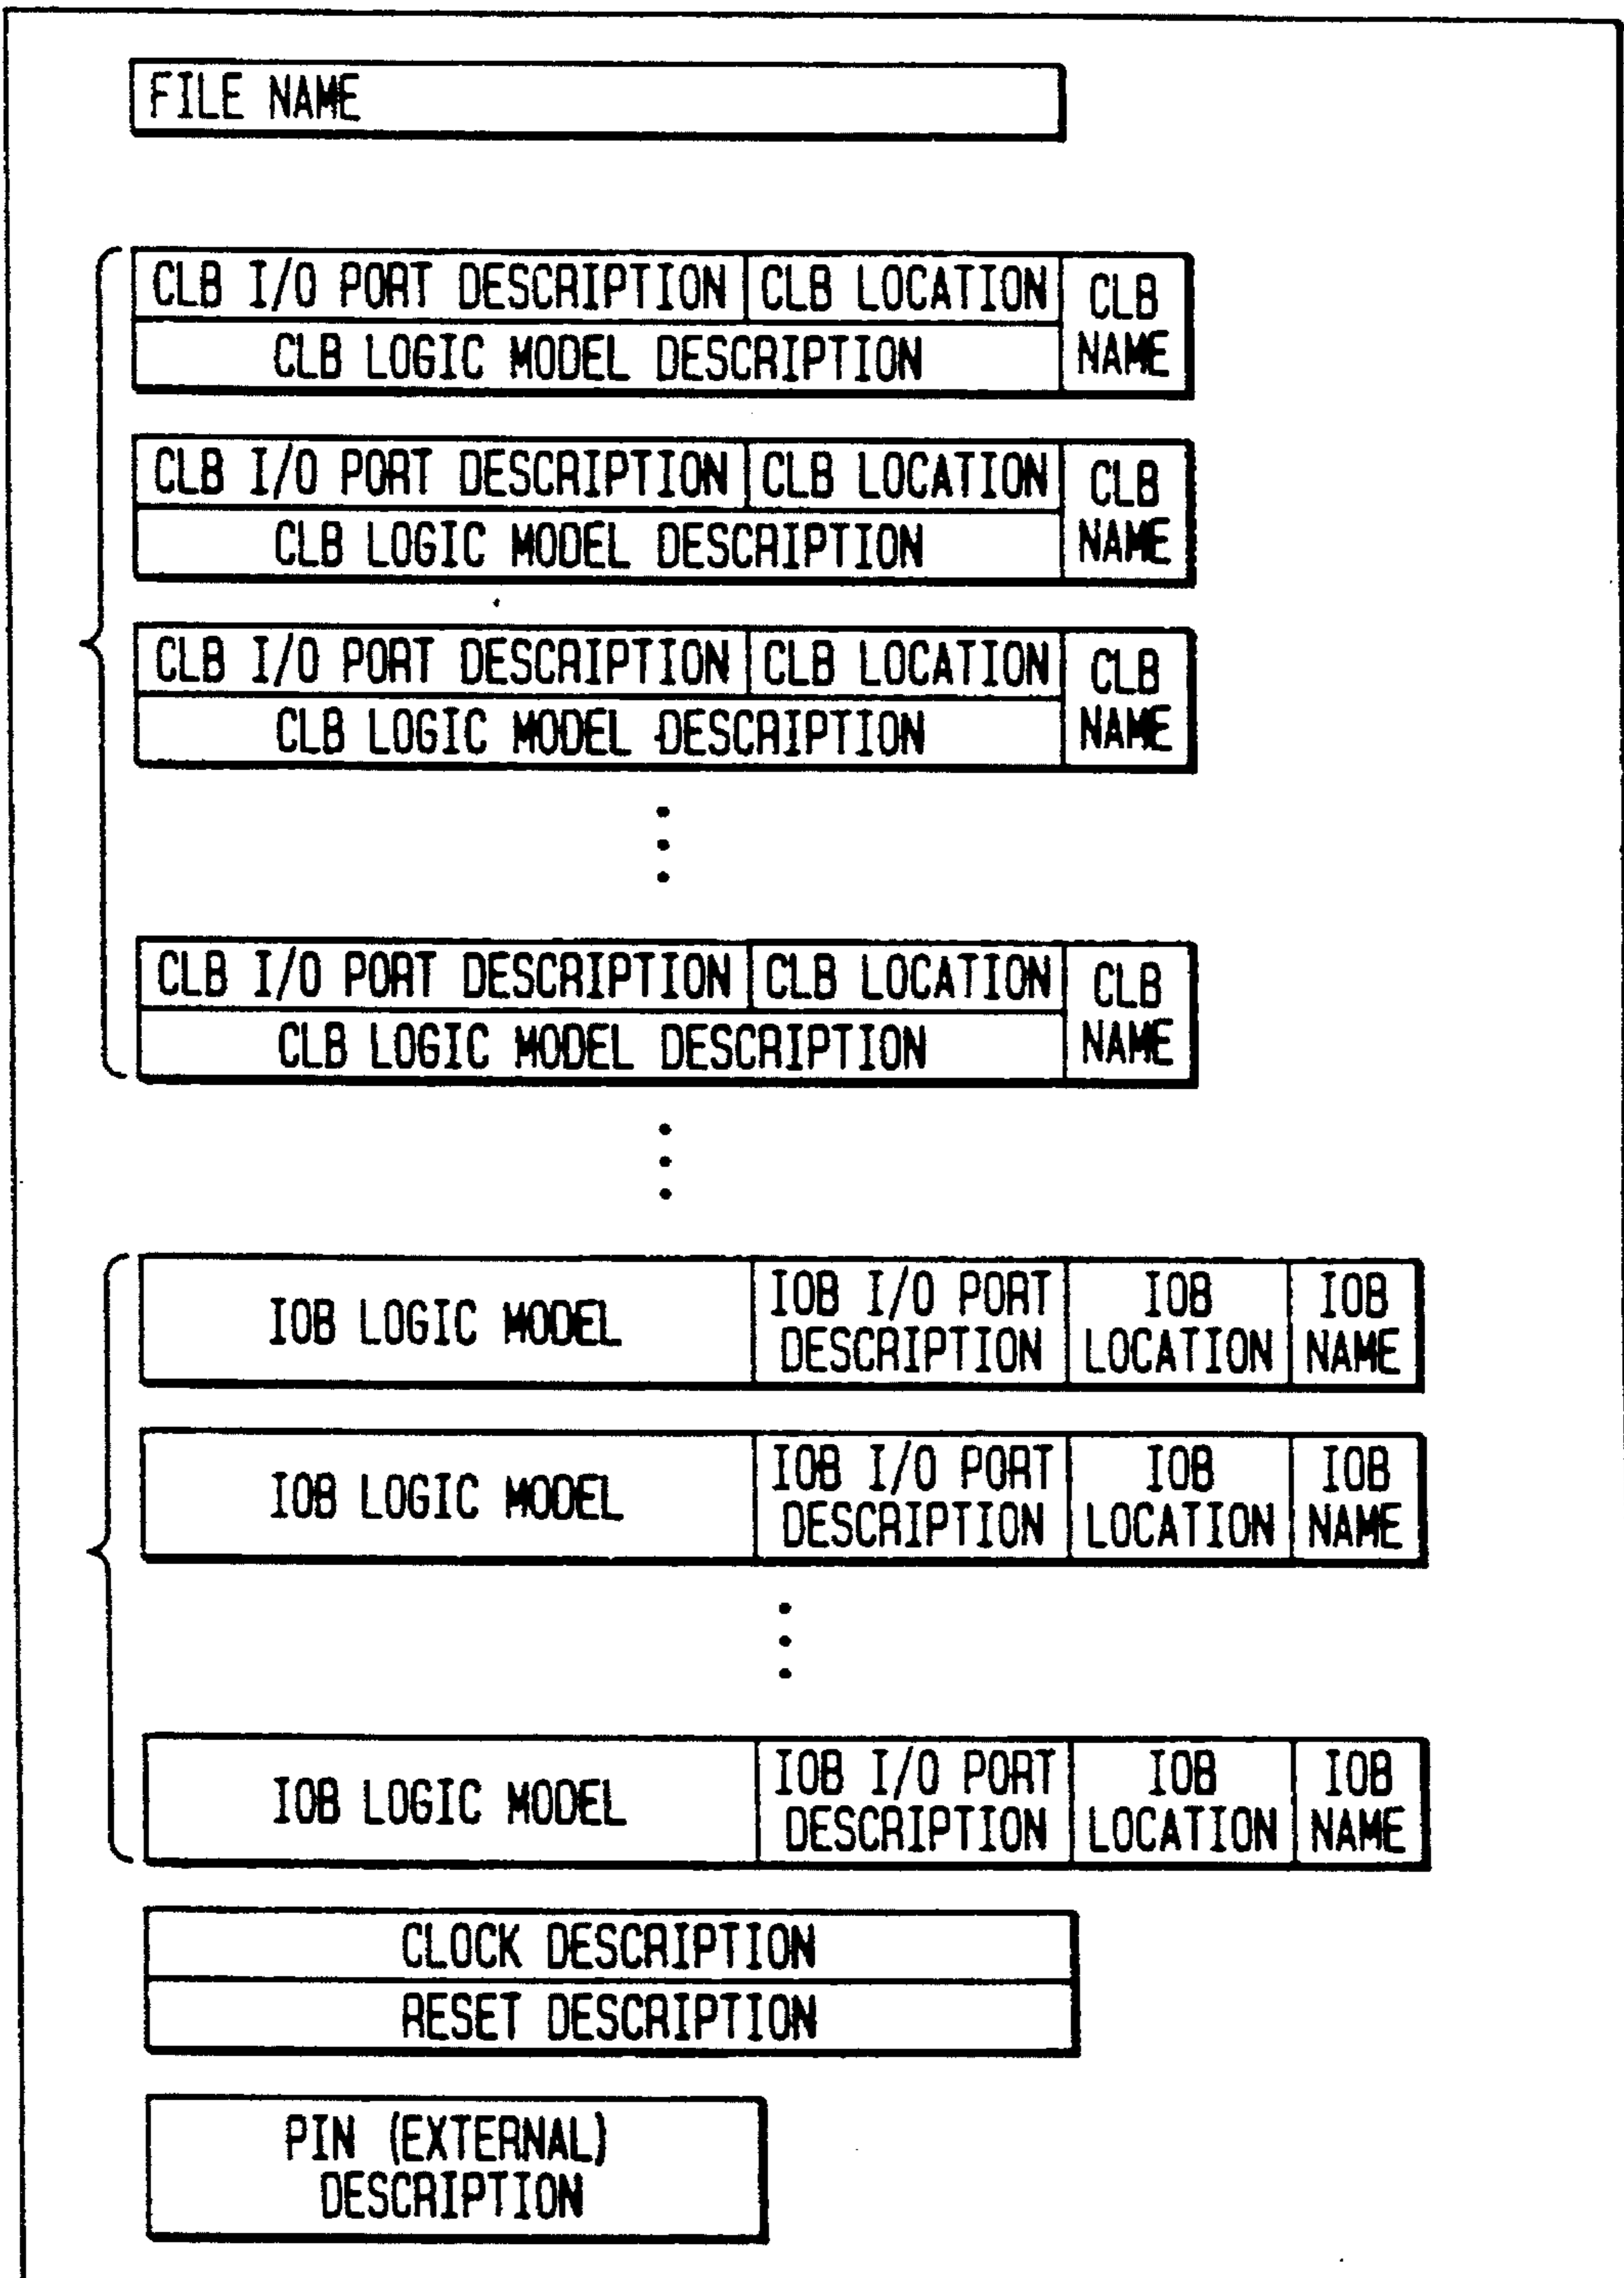 FILE NAME
CLB I/O PORT DESCRIPTION CLB LOCATION CLB NAME
CLB LOGIC MODEL DESCRIPTION
CLB I/O PORT DESCRIPTION CLB LOCATION CLB NAME
CLB LOGIC MODEL DESCRIPTION
CLB I/O PORT DESCRIPTION CLB LOCATION CLB NAME
CLB LOGIC MODEL DESCRIPTION
CLB I/O PORT DESCRIPTION CLB LOCATION CLB NAME
CLB LOGIC MODEL DESCRIPTION
IOB LOGIC MODEL
IOB I/O PORT
DESCRIPTION
IOB
LOCATION
IOB
NAME
IOB LOGIC MODEL
IOB I/O PORT
DESCRIPTION
IOB
LOCATION
IOB
NAME
IOB LOGIC MODEL
IOB I/O PORT
DESCRIPTION
IOB
LOCATION
IOB
NAME
CLOCK DESCRIPTION
RESET DESCRIPTION
PIN (EXTERNAL)
DESCRIPTION